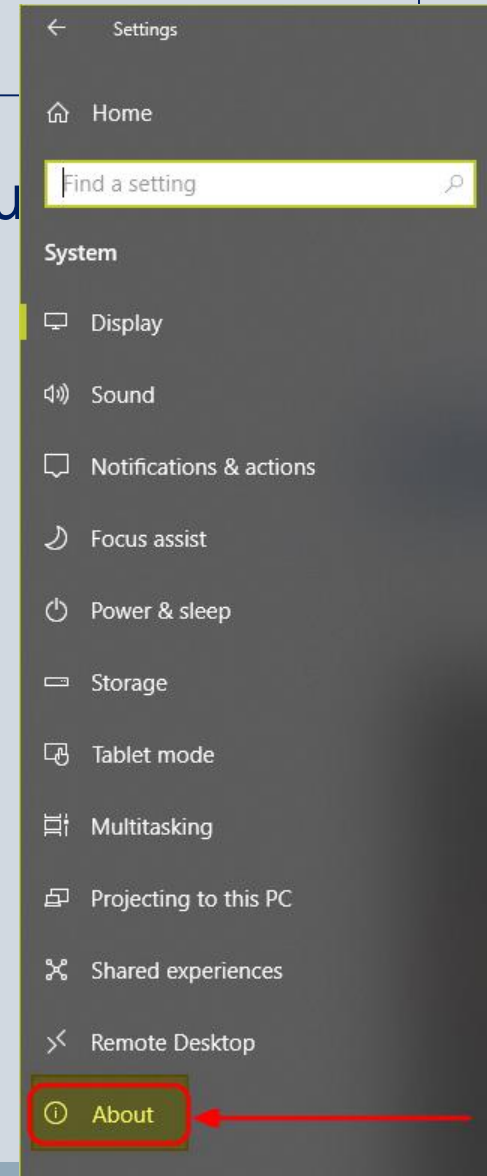 Settings
Home
Find a setting
System
Display
Sound
Notifications & actions
Focus assist
Power & sleep
Storage
Tablet mode
Multitasking
Projecting to this PC
Shared experiences
Remote Desktop
About